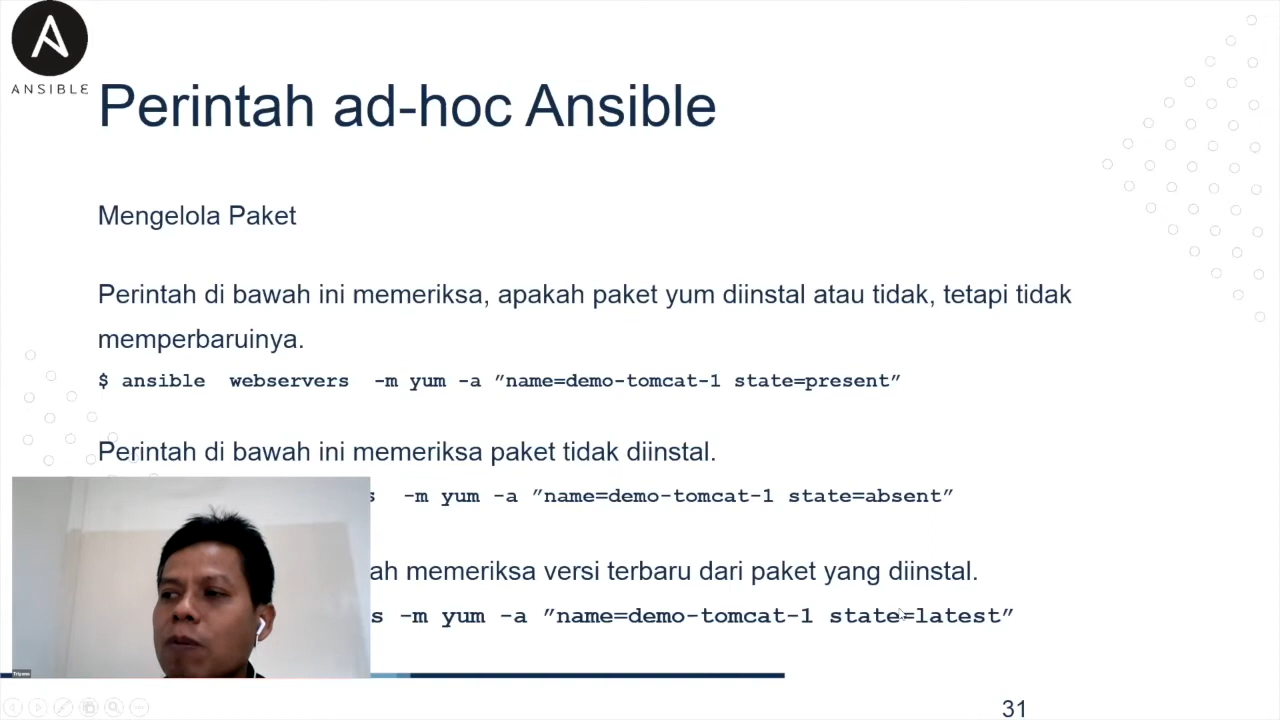 ANSIBLE
Perintah ad-hoc Ansible
Mengelola Paket
Perintah di bawah ini memeriksa, apakah paket yum diinstal atau tidak, tetapi tidak
memperbaruinya.
$ ansible webservers -m yum -a ”name=demo-tomcat-1 state=present”
Perintah di bawah ini memeriksa paket tidak diinstal.
s -m yum -a ”name=demo-tomcat-1 state=absent”
ah memeriksa versi terbaru dari paket yang diinstal.
s –m yum -a ”name=demo-tomcat-1 state=latest”
Triyono
31